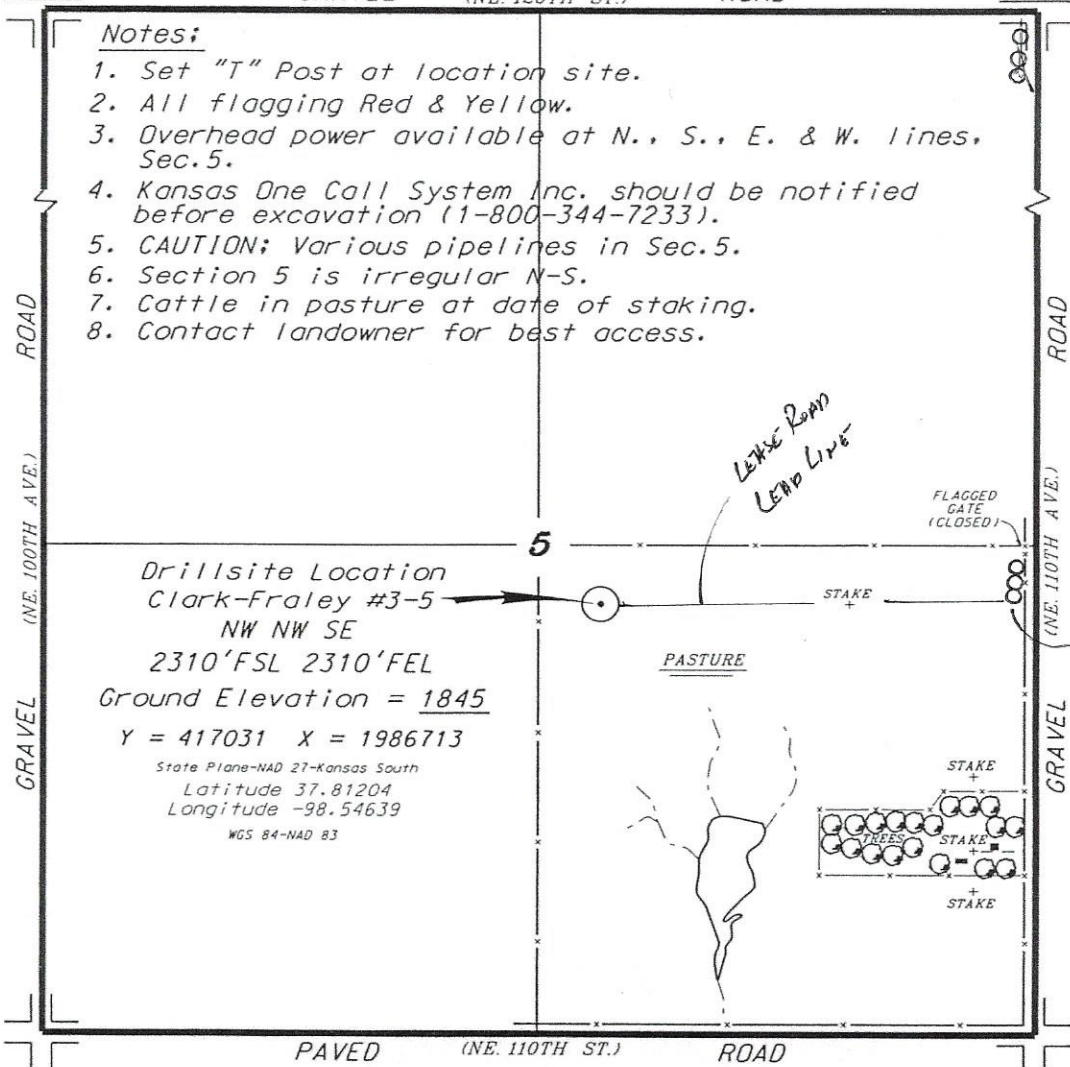 (NE. 120TH ST.)
Notes:
1. Set "T" Post at location site.
2. All flagging Red & Yellow.
3. Overhead power available at N., S., E. & W. lines, Sec.5.
4. Kansas One Call System Inc. should be notified before excavation (1-800-344-7233).
5. CAUTION: Various pipelines in Sec.5.
6. Section 5 is irregular N-S.
7. Cattle in pasture at date of staking.
8. Contact landowner for best access.
ROAD
ROAD
LEASE ROAD
LEAD LINE
(NE. 100TH AVE.)
(NE. 110TH AVE.)
FLAGGED
GATE
(CLOSED)
5
Drillsite Location
Clark-Fraley #3-5
NW NW SE
2310'FSL 2310'FEL
Ground Elevation = 1845
Y = 417031 X = 1986713
State Plane-NAD 27-Kansas South
Latitude 37.81204
Longitude -98.54639
WGS 84-NAD 83
STAKE
PASTURE
GRAVEL
GRAVEL
STAKE
TREES
STAKE
STAKE
PAVED (NE. 110TH ST.) ROAD